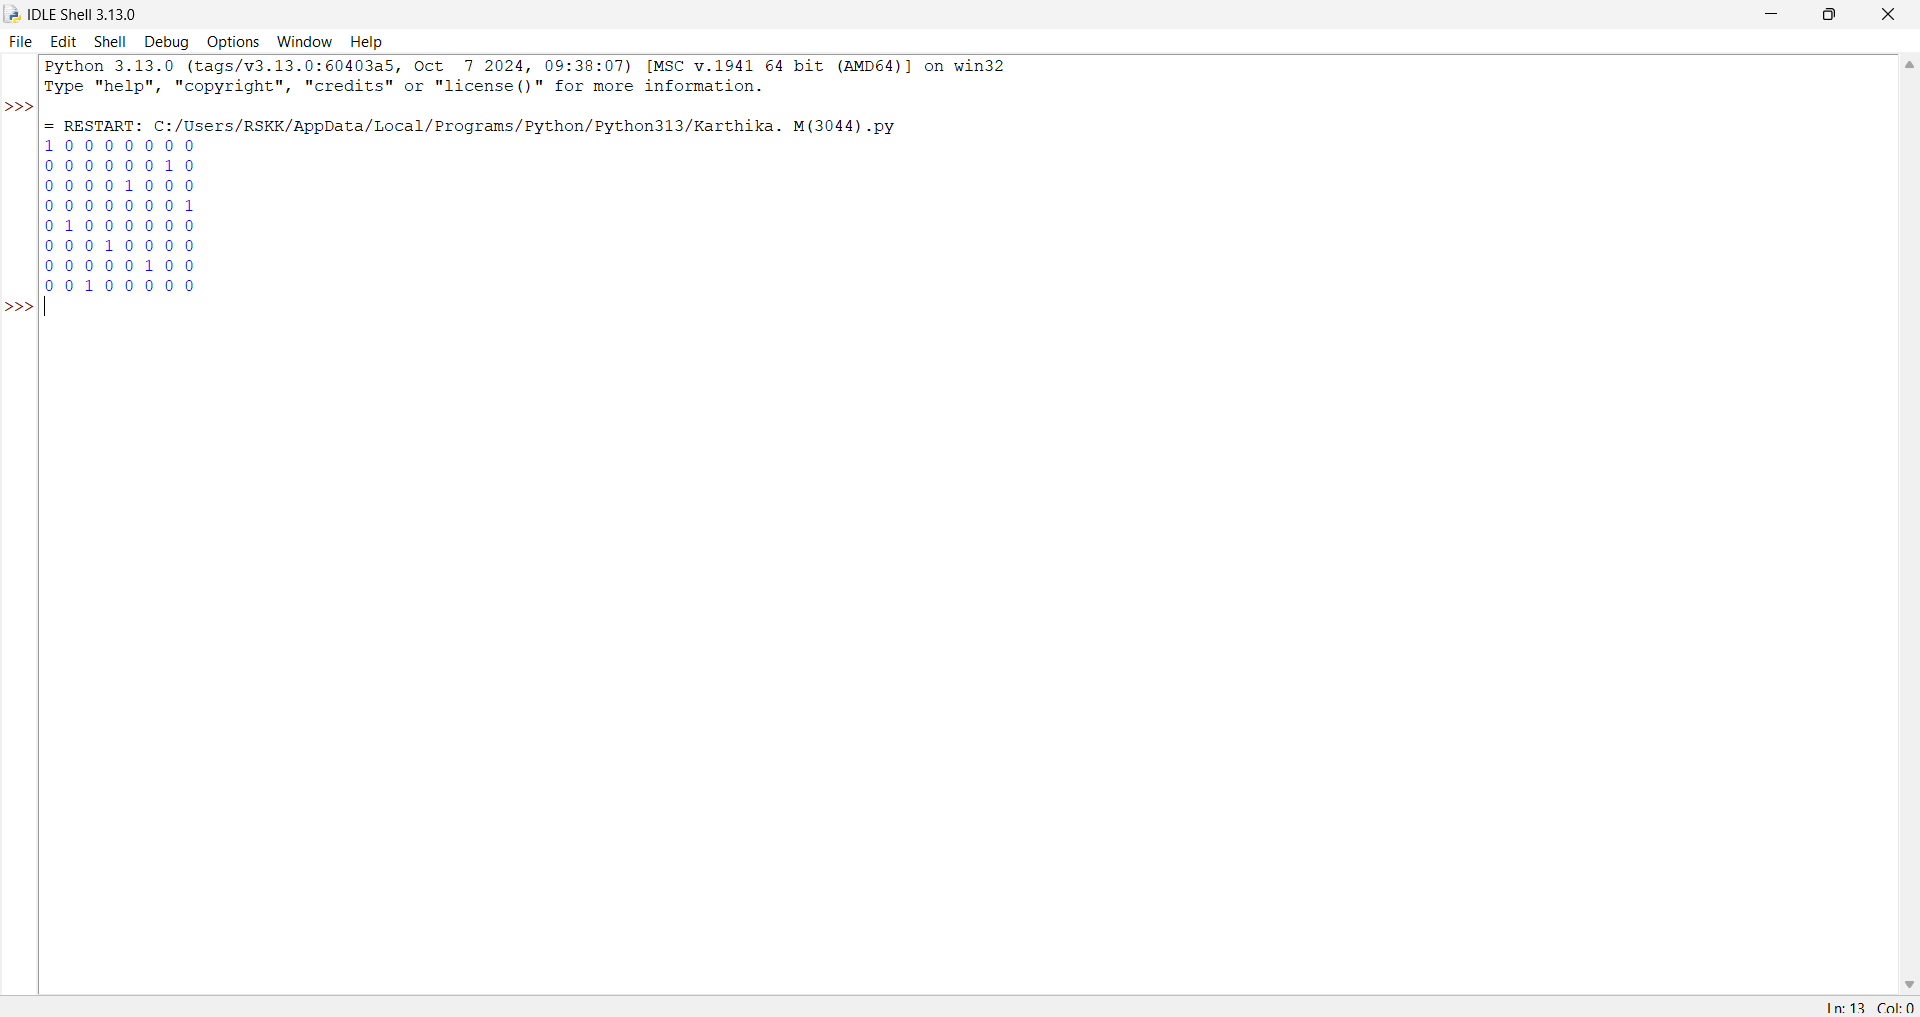 IDLE Shell 3.13.0
File Edit Shell Debug Options Window Help
Python 3.13.0 (tags/v3.13.0:60403a5, Oct  7 2024, 09:38:07) [MSC v.1941 64 bit (AMD64)] on win32
Type "help", "copyright", "credits" or "license()" for more information.
>>>
= RESTART: C:/Users/RSKK/AppData/Local/Programs/Python/Python313/Karthika. M(3044).py
1 0 0 0 0 0 0 0
0 0 0 0 0 0 1 0
0 0 0 0 1 0 0 0
0 0 0 0 0 0 0 1
0 1 0 0 0 0 0 0
0 0 0 1 0 0 0 0
0 0 0 0 0 1 0 0
0 0 1 0 0 0 0 0
>>>
Ln: 13 Col: 0